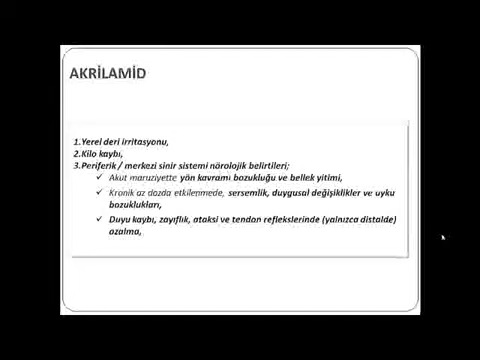 AKRİLAMİD
1.Yerel deri irritasyonu,
2.Kilo kaybı,
3.Periferik / merkezi sinir sistemi nörolojik belirtileri;
✓ Akut maruziyette yön kavramı bozukluğu ve bellek yitimi,
✓ Kronik az dozda etkilenmede, sersemlik, duygusal değişiklikler ve uyku
bozuklukları,
✓ Duyu kaybı, zayıflık, ataksi ve tendan reflekslerinde (yalnızca distalde)
azalma,